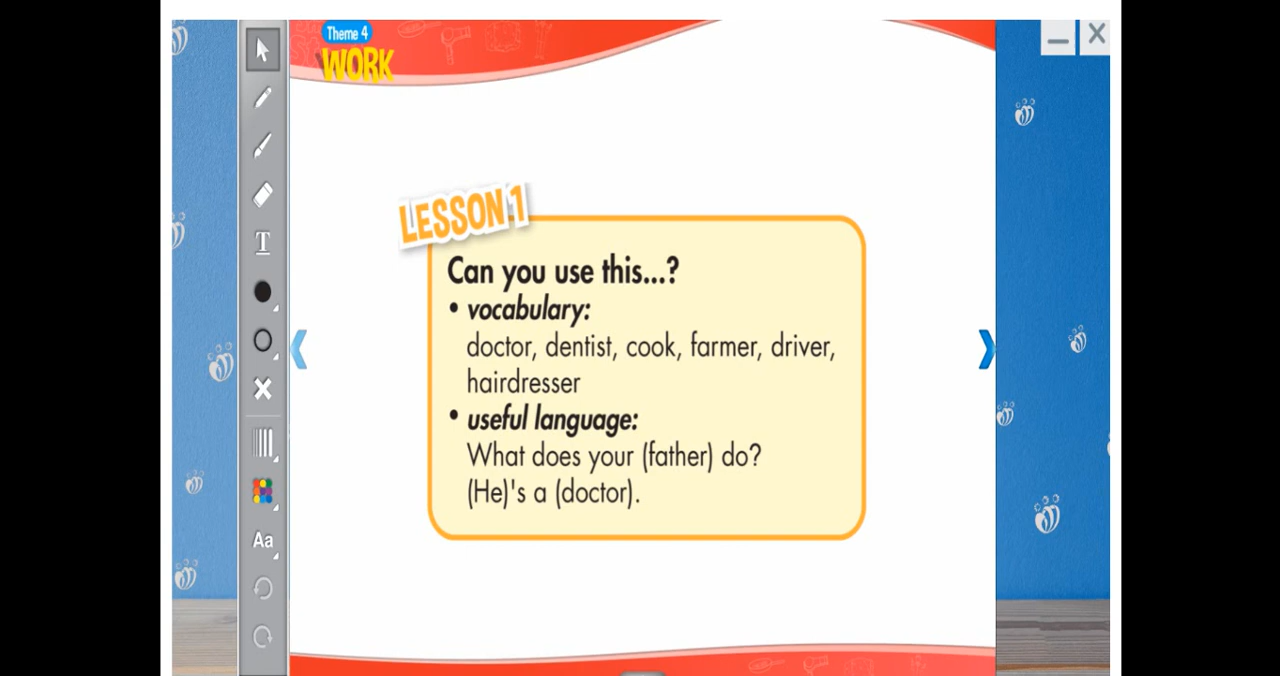 Theme 4
WORK
LESSON 1
Can you use this...?
• vocabulary:
doctor, dentist, cook, farmer, driver,
hairdresser
• useful language:
What does your (father) do?
(He)'s a (doctor).
T
Aa